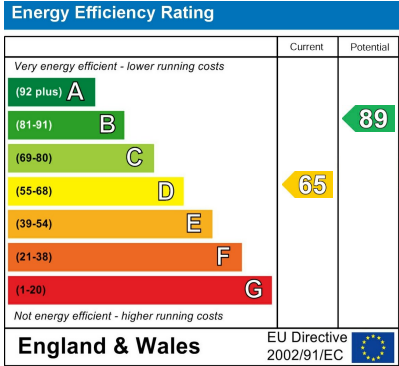 Energy Efficiency Rating
Current Potential
Very energy efficient - lower running costs
(92 plus) A
(81-91) B
89
(69-80) C
(55-68) D
65
(39-54) E
(21-38) F
(1-20) G
Not energy efficient - higher running costs
England & Wales
EU Directive
2002/91/EC